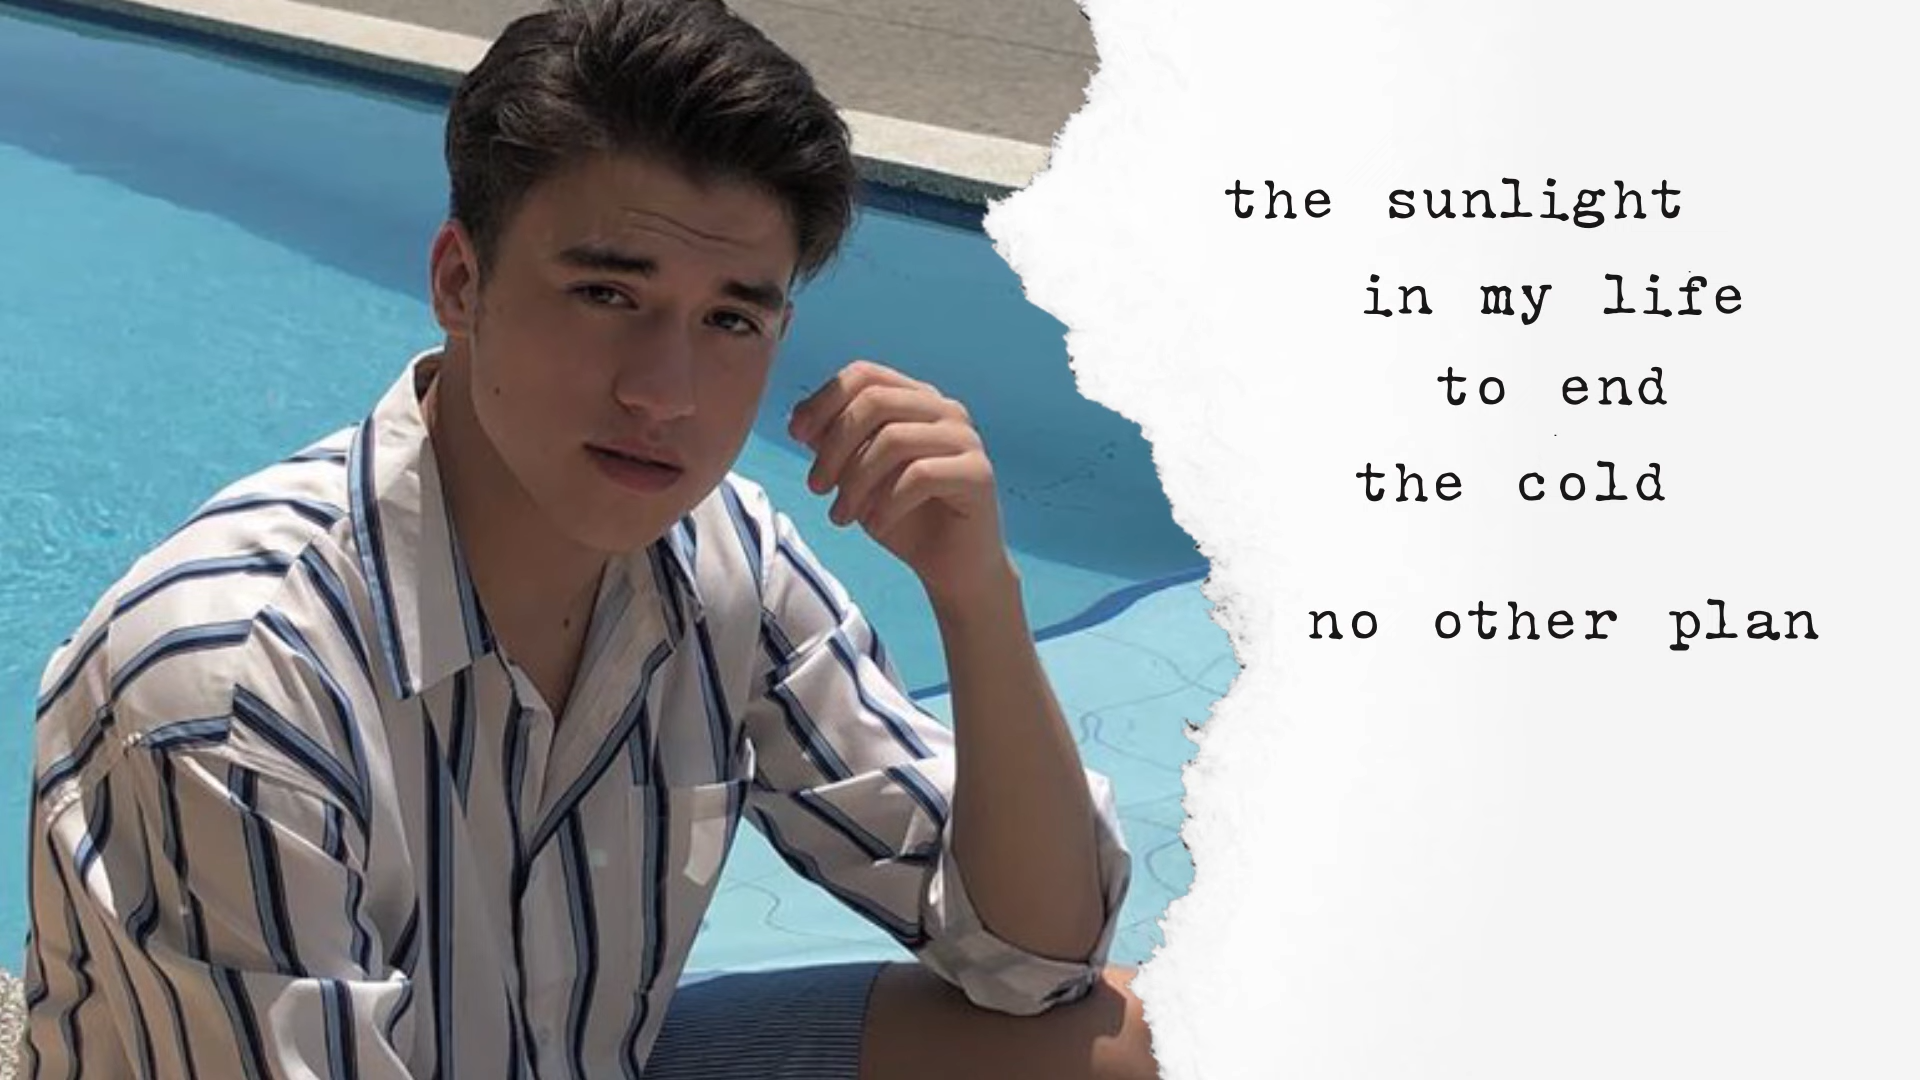 the sunlight
in my life
to end
the cold
no other plan